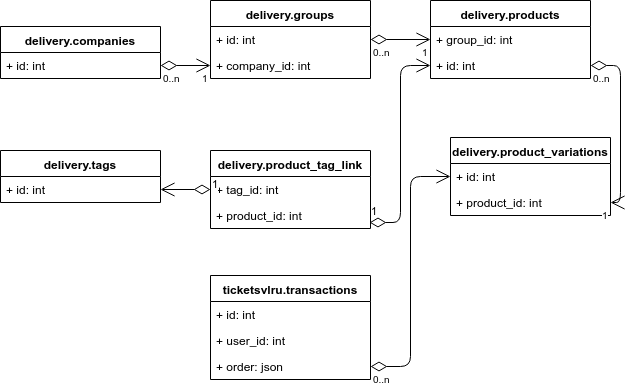 delivery.groups
+ id: int
+ company_id: int
delivery.products
+ group_id: int
+ id: int
delivery.companies
+ id: int
0..n
1
0..n
1
0..n
delivery.tags
+ id: int
delivery.product_tag_link
+ tag_id: int
+ product_id: int
1
1
delivery.product_variations
+ id: int
+ product_id: int
1
ticketsvlru.transactions
+ id: int
+ user_id: int
+ order: json
0..n